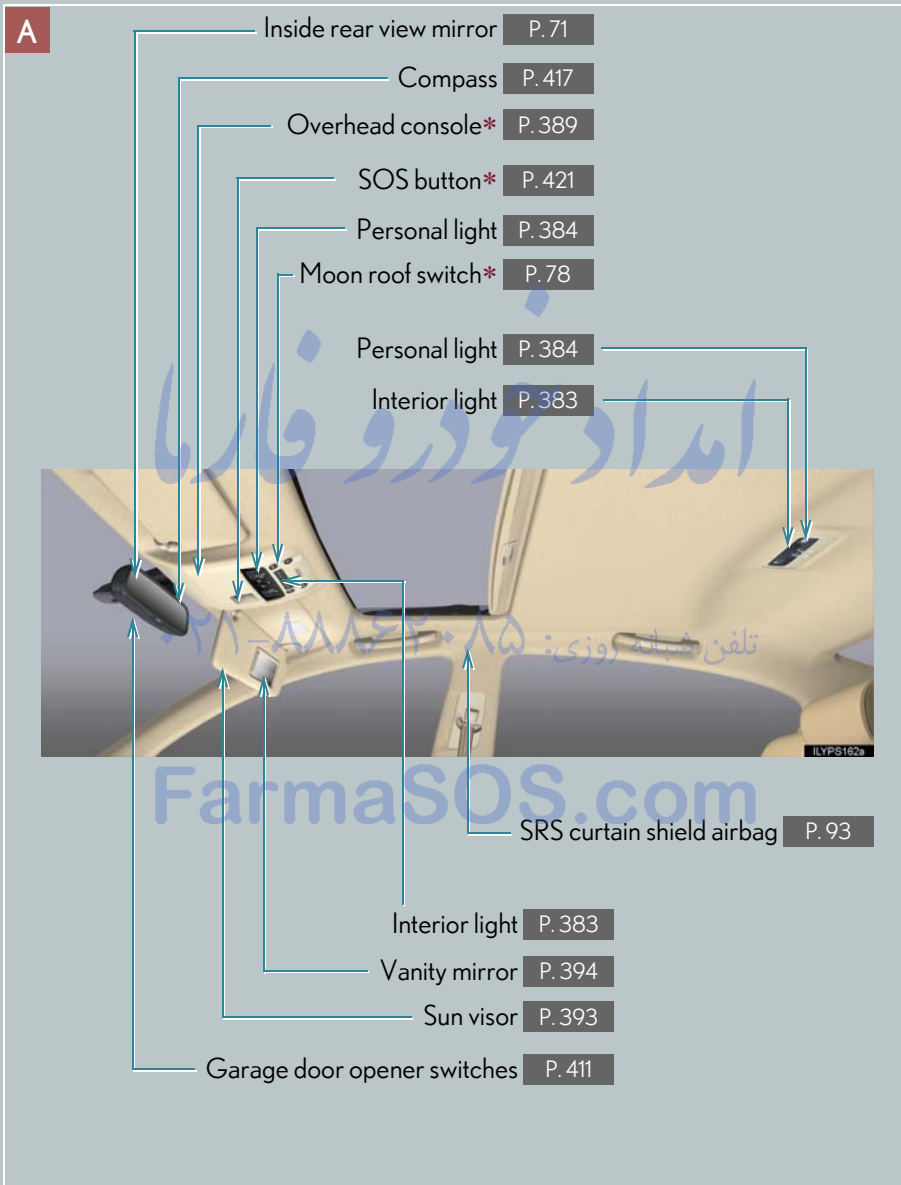 A
Inside rear view mirror P. 71
Compass P. 417
Overhead console* P. 389
SOS button* P. 421
Personal light P. 384
Moon roof switch* P. 78
Personal light P. 384
Interior light P. 383
امداد خودرو فارما
تلفن شبانه روزی: ۰۲۱-۸۸۸۶۲۰۸۵
ILYPS162a
FarmaSOS.com
SRS curtain shield airbag P. 93
Interior light P. 383
Vanity mirror P. 394
Sun visor P. 393
Garage door opener switches P. 411